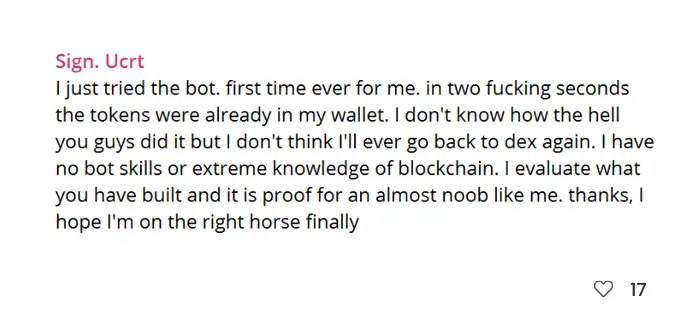 Sign. Ucrt
I just tried the bot. first time ever for me. in two fucking seconds
the tokens were already in my wallet. I don't know how the hell
you guys did it but I don't think I'll ever go back to dex again. I have
no bot skills or extreme knowledge of blockchain. I evaluate what
you have built and it is proof for an almost noob like me. thanks, I
hope I'm on the right horse finally
17